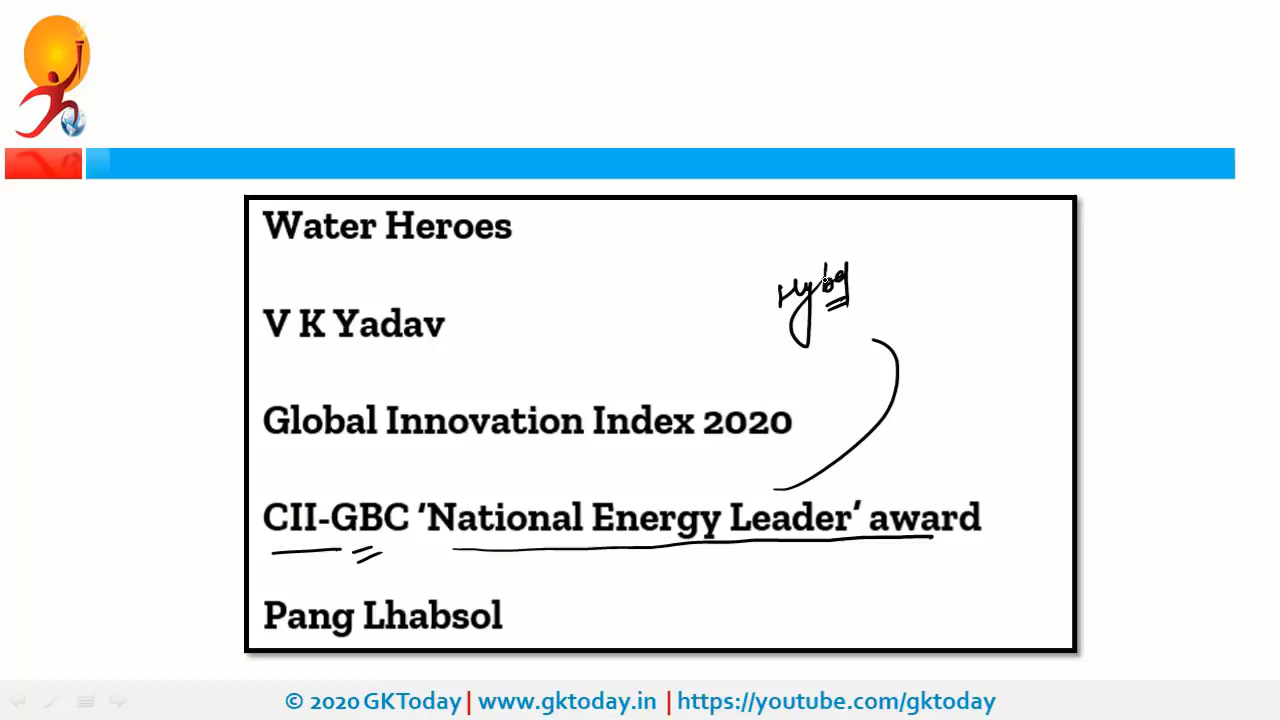 Water Heroes
V K Yadav
Global Innovation Index 2020
CII-GBC ‘National Energy Leader’ award
Pang Lhabsol
© 2020 GKToday | www.gktoday.in | https://youtube.com/gktoday